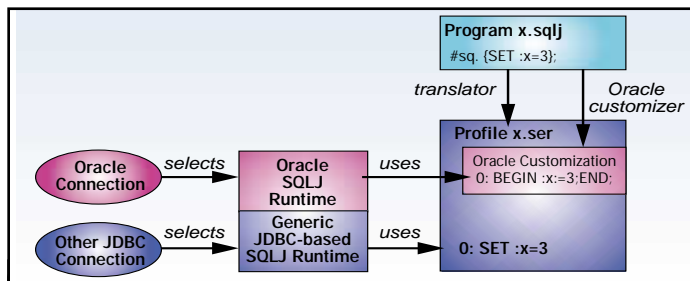 Program x.sqlj
#sq. {SET :x=3};
translator
Oracle
customizer
Profile x.ser
Oracle Customization
0: BEGIN :x:=3;END;
Oracle
Connection
selects
Oracle
SQLJ
Runtime
uses
Other JDBC
Connection
selects
Generic
JDBC-based
SQLJ Runtime
uses
0: SET :x=3